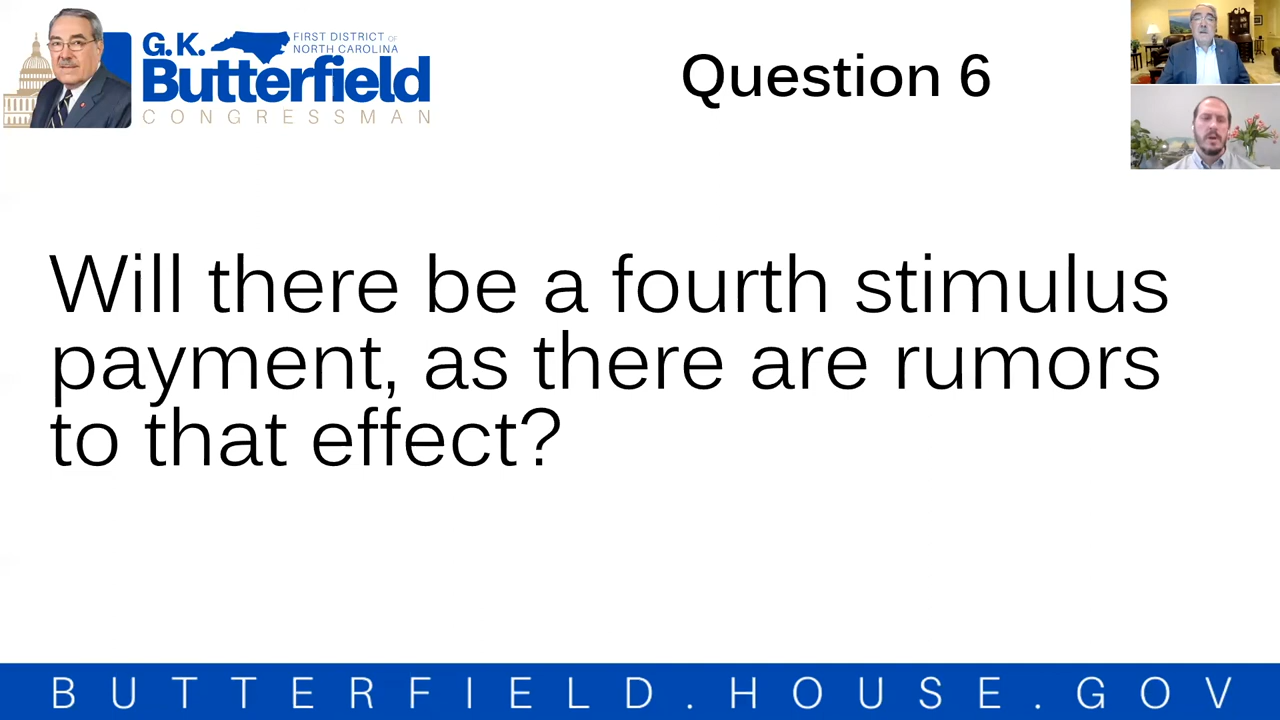 G.K.
FIRST DISTRICT OF
NORTH CAROLINA
Butterfield
CONGRESSMAN
Question 6
Will there be a fourth stimulus
payment, as there are rumors
to that effect?
BUTTERFIELD.HOUSE.GOV